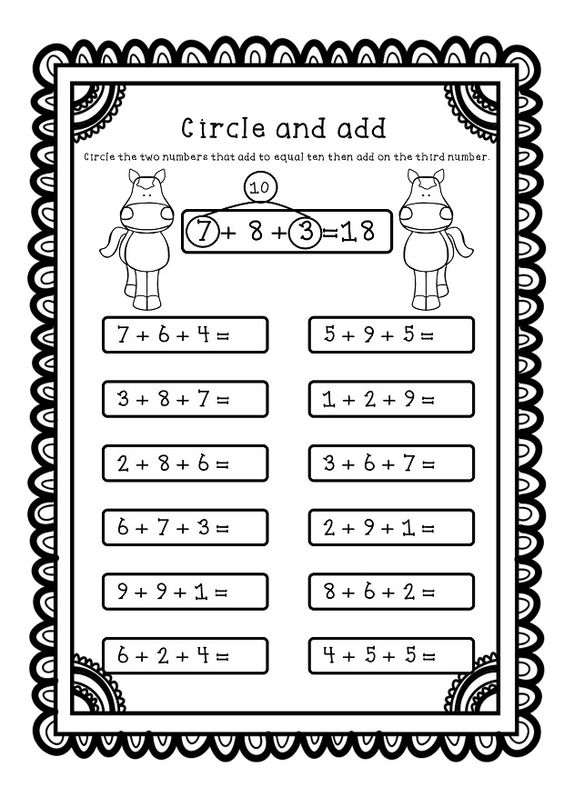 Circle and add
Circle the two numbers that add to equal ten then add on the third number.
10
7 + 8 + 3 =18
7 + 6 + 4 =
5 + 9 + 5 =
3 + 8 + 7 =
1 + 2 + 9 =
2 + 8 + 6 =
3 + 6 + 7 =
6 + 7 + 3 =
2 + 9 + 1 =
9 + 9 + 1 =
8 + 6 + 2 =
6 + 2 + 4 =
4 + 5 + 5 =